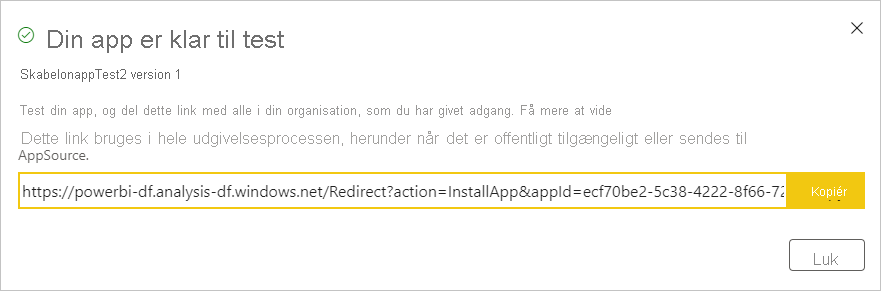 Din app er klar til test
SkabelonappTest2 version 1
Test din app, og del dette link med alle i din organisation, som du har givet adgang. Få mere at vide
Dette link bruges i hele udgivelsesprocessen, herunder når det er offentligt tilgængeligt eller sendes til
AppSource.
https://powerbi-df.analysis-df.windows.net/Redirect?action=InstallApp&appId=ecf70be2-5c38-4222-8f66-72 Kopiér
Luk